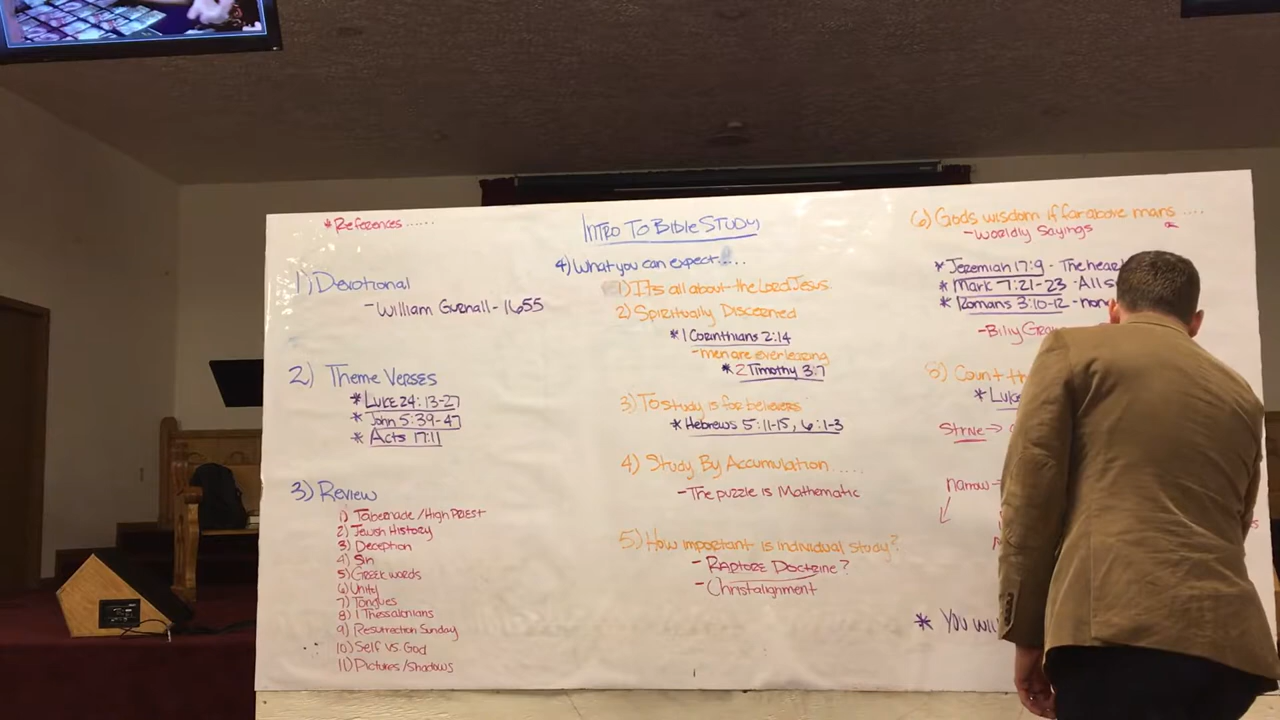 *References......
1) Devotional
- William Gurnall - 1655
2) Theme Verses
* Luke 24:13-27
* John 5:39-47
* Acts 17:11
3) Review
1) Tabernacle / High Priest
2) Jewish History
3) Deception
4) Sin
5) Greek words
6) Unity
7) Tongues
8) 1 Thessalonians
9) Resurrection Sunday
10) Self vs. God
11) Pictures / Shadows
Intro To Bible Study
4) What you can expect.....
1) Its all about the Lord Jesus
2) Spiritually Discerned
* 1 Corinthians 2:14
- men are ever learing
* 2 Timothy 3:7
3) To study is for believers
* Hebrews 5:11-15, 6:1-3
4) Study By Accumulation.....
- The puzzle is Mathematic
5) How important is individual study?
- Rapture Doctrine?
- Christalignment
6) Gods wisdom if far above mans ....
- Worldly Sayings
* Jeremiah 17:9 - The hear
* Mark 7:21-23 - All s
* Romans 3:10-12 - non
- Billy Gra
Count th
* Luke
Strive →
narrow -
* You will